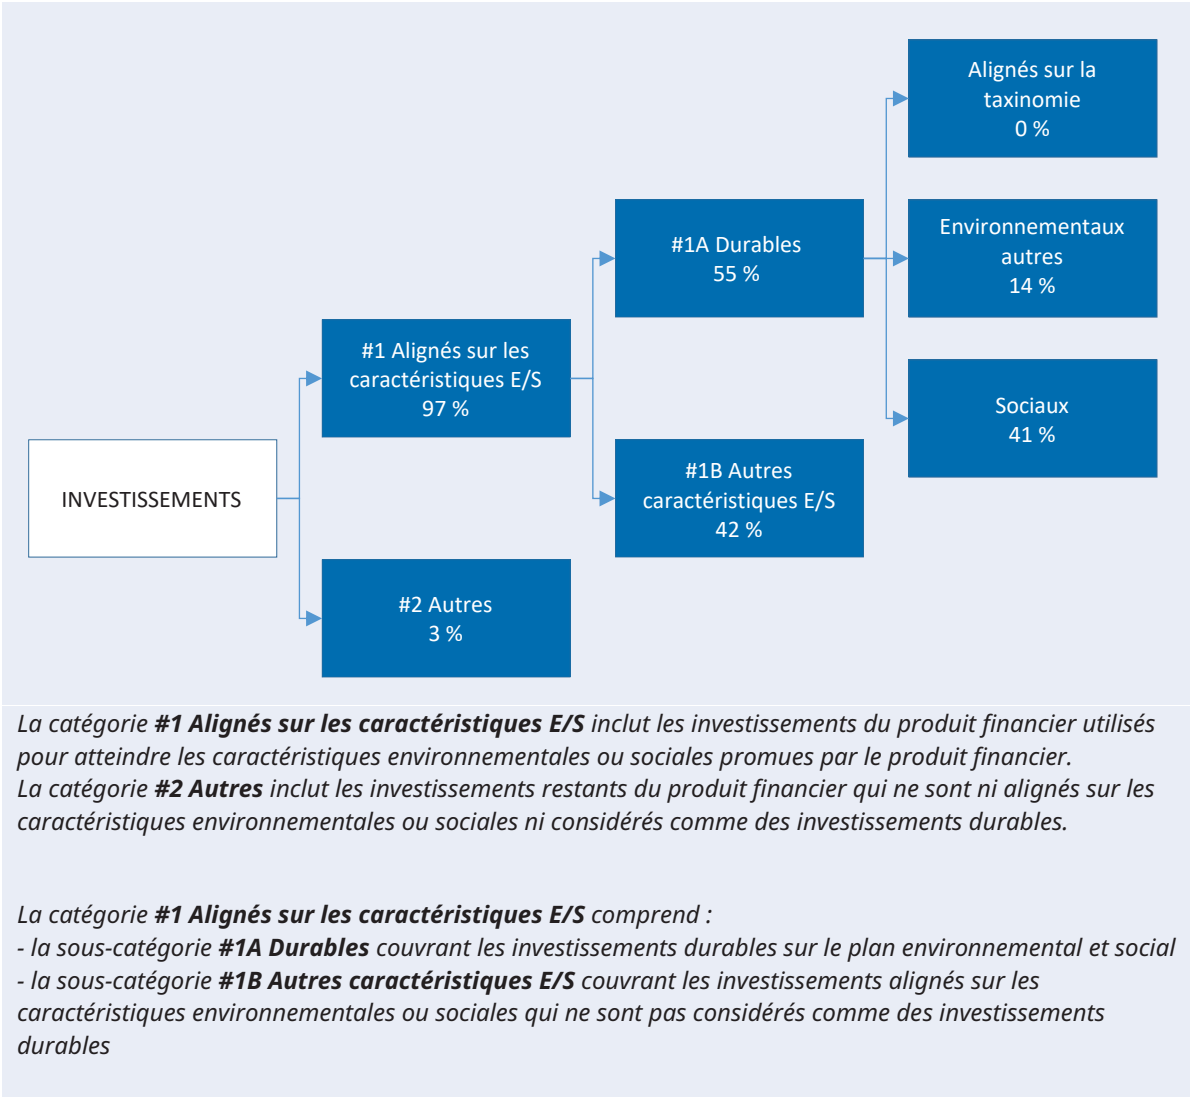 Alignés sur la
taxinomie
0 %
#1A Durables
55 %
Environnementaux
autres
14 %
#1 Alignés sur les
caractéristiques E/S
97 %
Sociaux
41 %
#1B Autres
caractéristiques E/S
42 %
INVESTISSEMENTS
#2 Autres
3 %
La catégorie #1 Alignés sur les caractéristiques E/S inclut les investissements du produit financier utilisés
pour atteindre les caractéristiques environnementales ou sociales promues par le produit financier.
La catégorie #2 Autres inclut les investissements restants du produit financier qui ne sont ni alignés sur les
caractéristiques environnementales ou sociales ni considérés comme des investissements durables.
La catégorie #1 Alignés sur les caractéristiques E/S comprend :
- la sous-catégorie #1A Durables couvrant les investissements durables sur le plan environnemental et social
- la sous-catégorie #1B Autres caractéristiques E/S couvrant les investissements alignés sur les
caractéristiques environnementales ou sociales qui ne sont pas considérés comme des investissements
durables